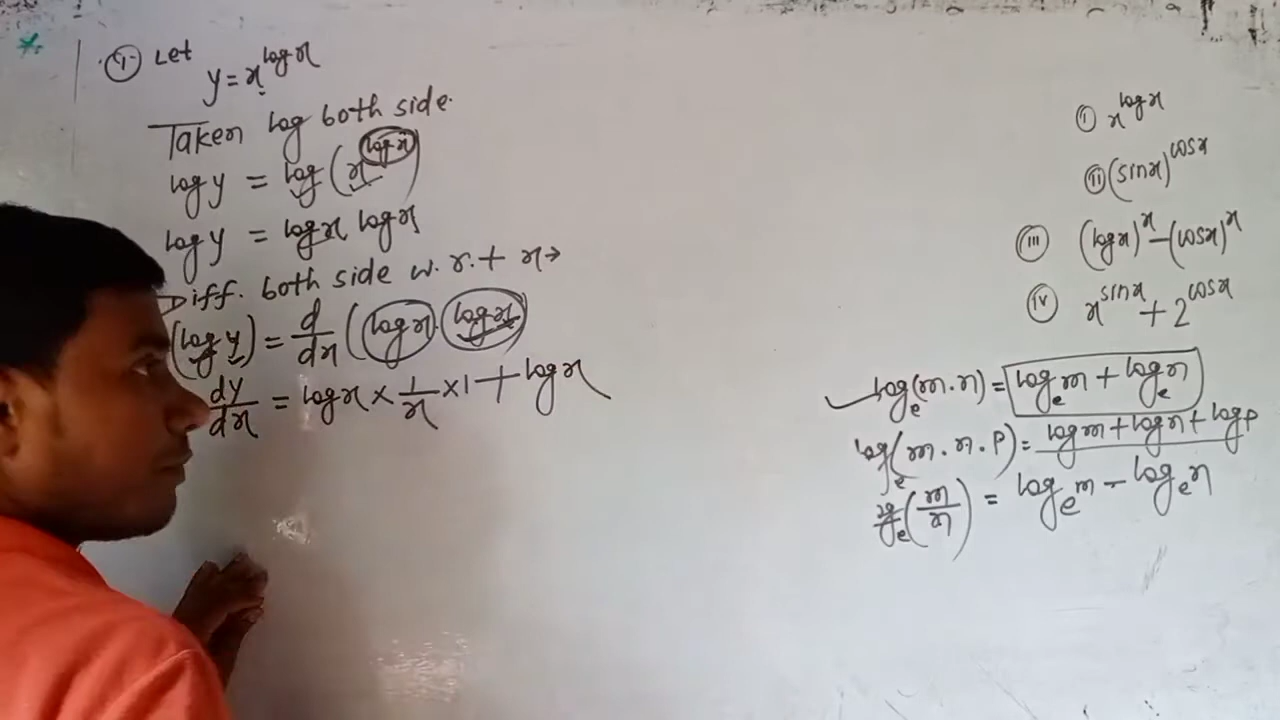 (i) Let
y = x^log x
Taken log both side.
log y = log (x^log x)
log y = log x log x
Diff. both side w.r.t x →
(log y) = d/dx (log x) (log x)
dy/dx = log x × 1/x × 1 + log x
(i) x^log x
(ii) (sin x)^cos x
(iii) (log x)^x - (cos x)^x
(iv) x^sin x + 2^cos x
log_e (m.n) = log_e m + log_e n
log_e (m.n.p) = log m + log n + log p
log_e (m/n) = log_e m - log_e n